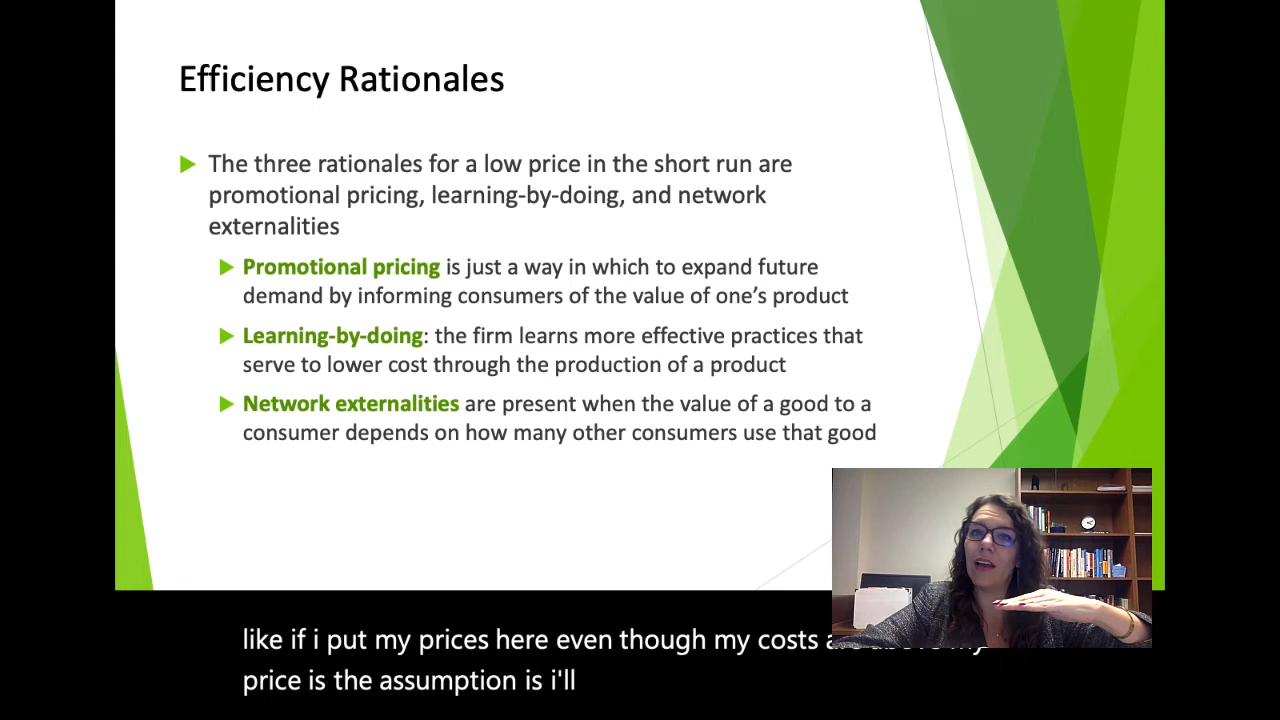 Efficiency Rationales
The three rationales for a low price in the short run are
promotional pricing, learning-by-doing, and network
externalities
Promotional pricing is just a way in which to expand future
demand by informing consumers of the value of one's product
Learning-by-doing: the firm learns more effective practices that
serve to lower cost through the production of a product
Network externalities are present when the value of a good to a
consumer depends on how many other consumers use that good
like if i put my prices here even though my costs
price is the assumption is i'll